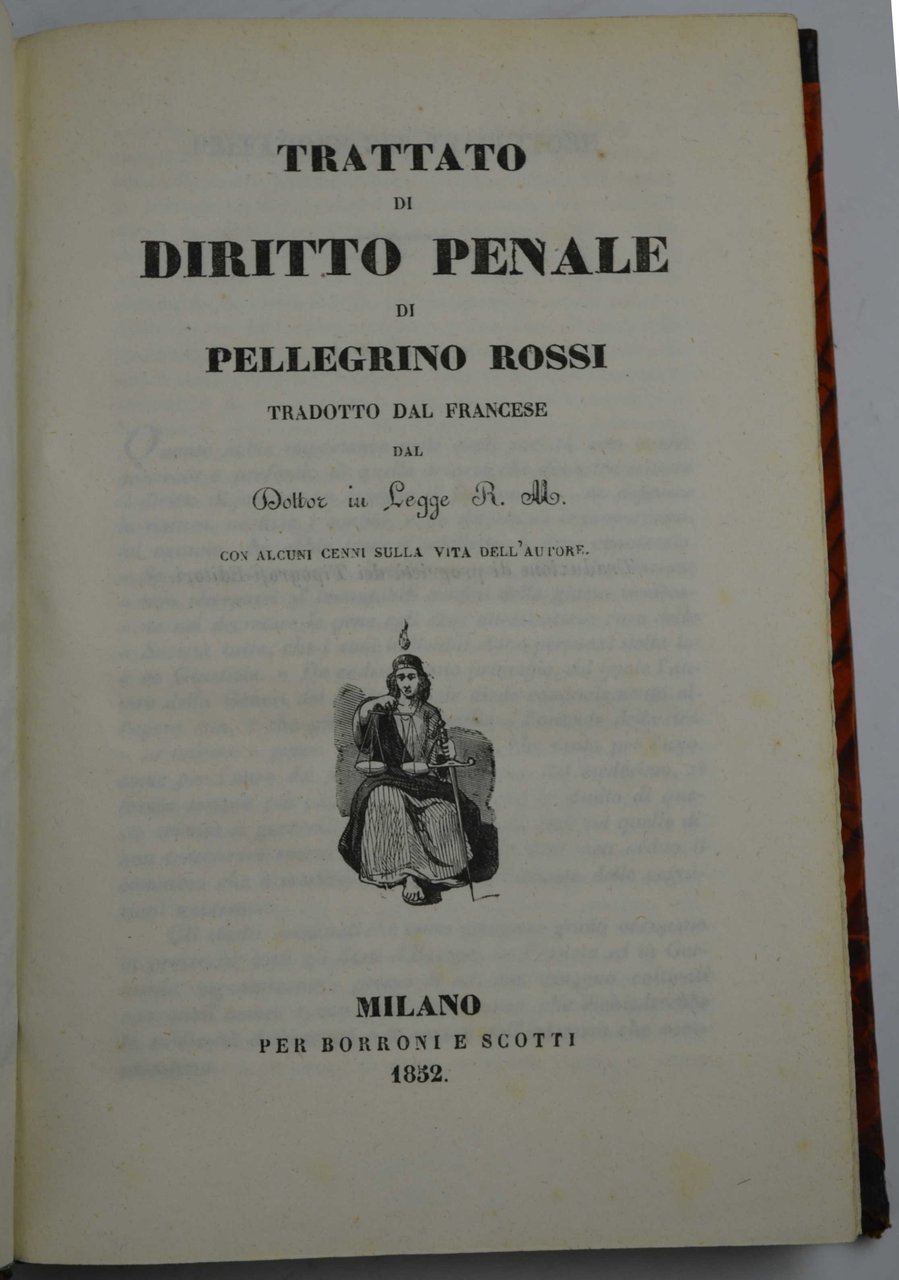 TRATTATO
DI
DIRITTO PENALE
DI
PELLEGRINO ROSSI
TRADOTTO DAL FRANCESE
DAL
Dottor in Legge R. M.
CON ALCUNI CENNI SULLA VITA DELL'AUTORE.
MILANO
PER BORRONI E SCOTTI
1852.